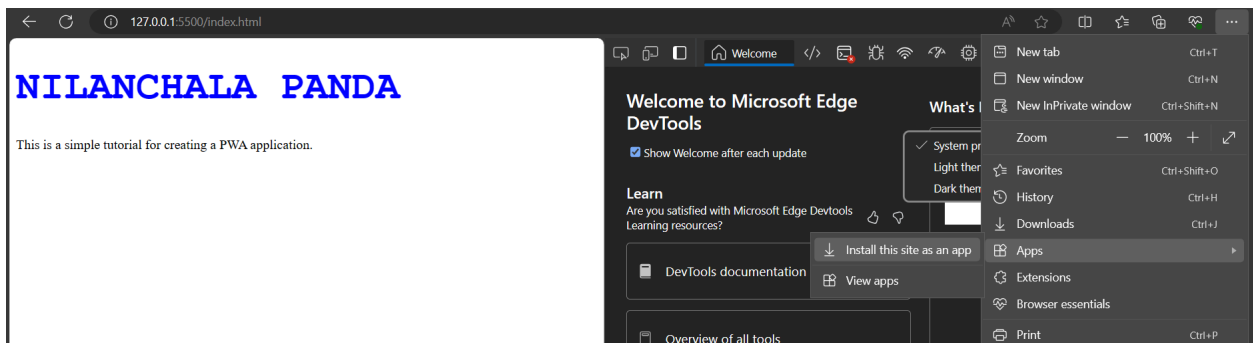 127.0.0.1:5500/index.html
NILANCHALA PANDA
This is a simple tutorial for creating a PWA application.
Welcome
Welcome to Microsoft Edge
DevTools
Show Welcome after each update
Learn
Are you satisfied with Microsoft Edge Devtools
Learning resources?
DevTools documentation
Overview of all tools
What's
System pr
Light ther
Dark them
Install this site as an app
View apps
New tab Ctrl+T
New window Ctrl+N
New InPrivate window Ctrl+Shift+N
Zoom — 100% +
Favorites Ctrl+Shift+O
History Ctrl+H
Downloads Ctrl+J
Apps
Extensions
Browser essentials
Print Ctrl+P